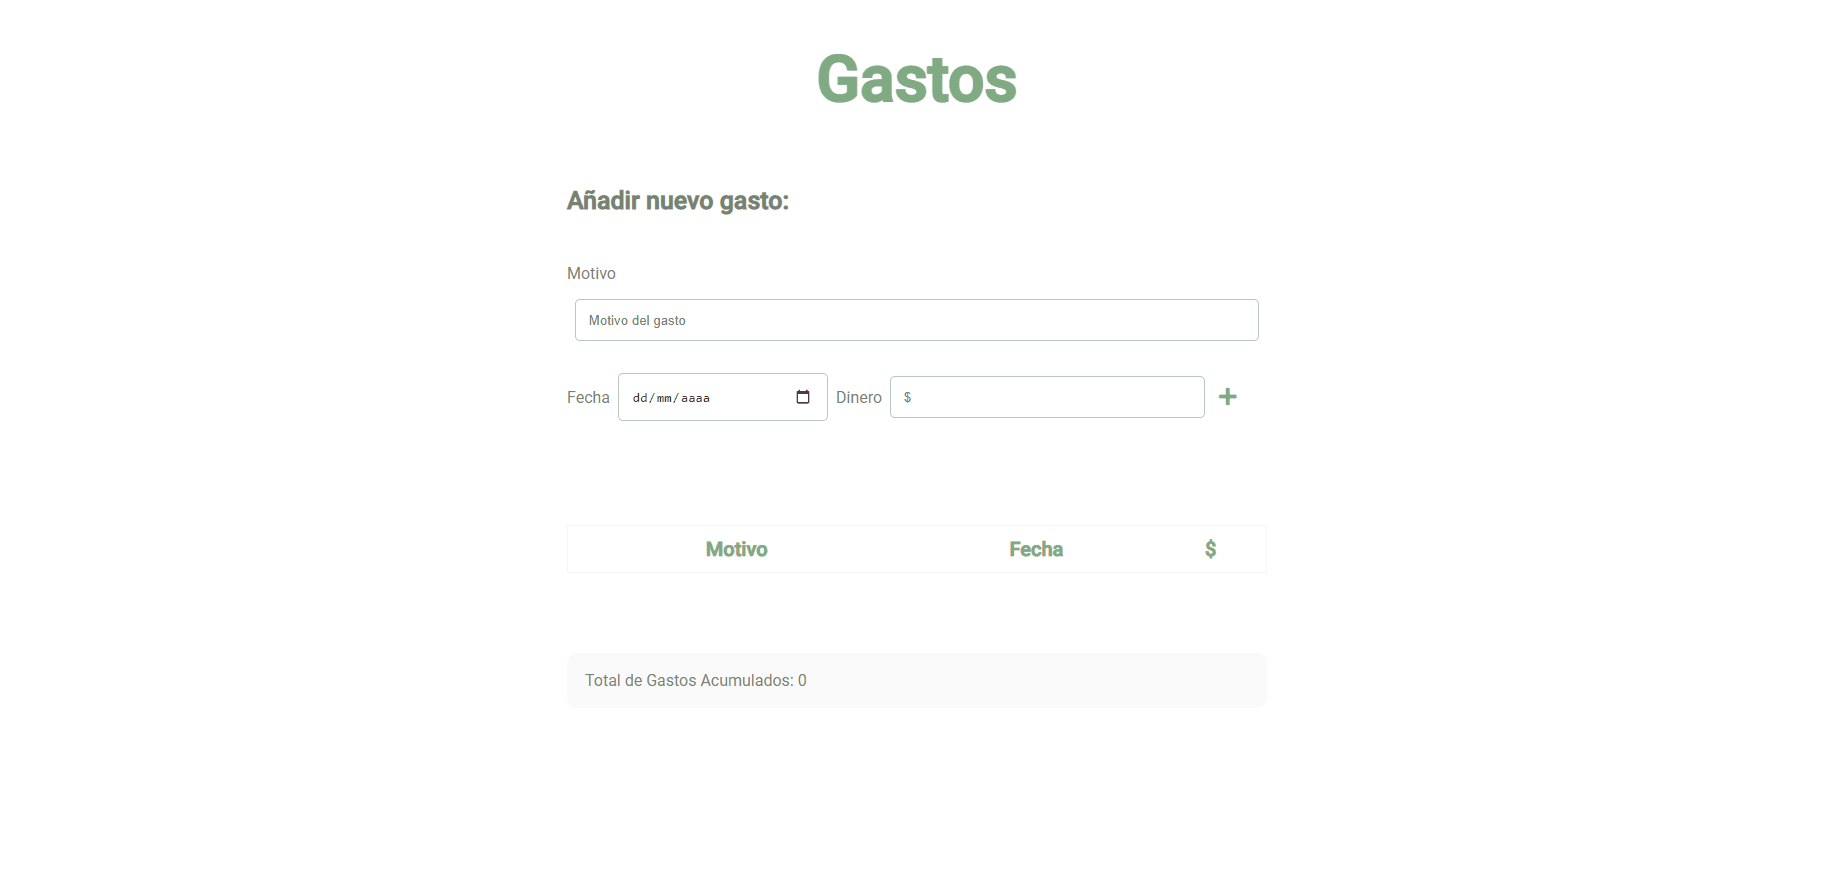 Gastos
Añadir nuevo gasto:
Motivo
Motivo del gasto
Fecha dd/mm/aaaa Dinero $
Motivo Fecha $
Total de Gastos Acumulados: 0